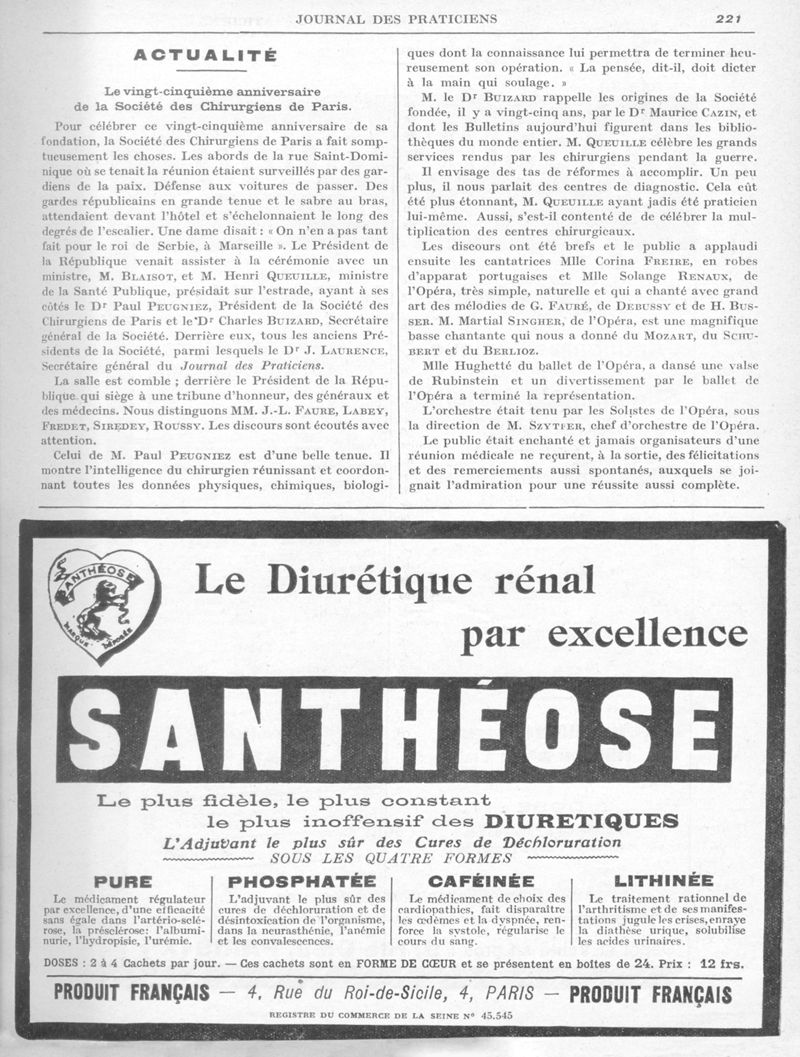 JOURNAL DES PRATICIENS 221
ACTUALITÉ
Le vingt-cinquième anniversaire
de la Société des Chirurgiens de Paris.
Pour célébrer ce vingt-cinquième anniversaire de sa
fondation, la Société des Chirurgiens de Paris a fait somp-
tueusement les choses. Les abords de la rue Saint-Domi-
nique où se tenait la réunion étaient surveillés par des gar-
diens de la paix. Défense aux voitures de passer. Des
gardes républicains en grande tenue et le sabre au bras,
attendaient devant l'hôtel et s'échelonnaient le long des
degrés de l'escalier. Une dame disait : « On n'en a pas tant
fait pour le roi de Serbie, à Marseille ». Le Président de
la République venait assister à la cérémonie avec un
ministre, M. BLAISOT, et M. Henri QUEUILLE, ministre
de la Santé Publique, présidait sur l'estrade, ayant à ses
côtés le Dr Paul PEUGNIEZ, Président de la Société des
Chirurgiens de Paris et le Dr Charles BUIZARD, Secrétaire
général de la Société. Derrière eux, tous les anciens Pré-
sidents de la Société, parmi lesquels le Dr J. LAURENCE,
Secrétaire général du Journal des Praticiens.
La salle est comble ; derrière le Président de la Répu-
blique qui siège à une tribune d'honneur, des généraux et
des médecins. Nous distinguons MM. J.-L. FAURE, LABEY,
FREDET, SIREDEY, ROUSSY. Les discours sont écoutés avec
attention.
Celui de M. Paul PEUGNIEZ est d'une belle tenue. Il
montre l'intelligence du chirurgien réunissant et coordon-
nant toutes les données physiques, chimiques, biologi-
ques dont la connaissance lui permettra de terminer heu-
reusement son opération. « La pensée, dit-il, doit dicter
à la main qui soulage. »
M. le Dr BUIZARD rappelle les origines de la Société
fondée, il y a vingt-cinq ans, par le Dr Maurice CAZIN, et
dont les Bulletins aujourd'hui figurent dans les biblio-
thèques du monde entier. M. QUEUILLE célèbre les grands
services rendus par les chirurgiens pendant la guerre.
Il envisage des tas de réformes à accomplir. Un peu
plus, il nous parlait des centres de diagnostic. Cela eût
été plus étonnant, M. QUEUILLE ayant jadis été praticien
lui-même. Aussi, s'est-il contenté de de célébrer la mul-
tiplication des centres chirurgicaux.
Les discours ont été brefs et le public a applaudi
ensuite les cantatrices Mlle Corina FREIRE, en robes
d'apparat portugaises et Mlle Solange RENAUX, de
l'Opéra, très simple, naturelle et qui a chanté avec grand
art des mélodies de G. FAURÉ, de DEBUSSY et de H. BUS-
SER. M. Martial SINGHER, de l'Opéra, est une magnifique
basse chantante qui nous a donné du MOZART, du SCHU-
BERT et du BERLIOZ.
Mlle Hughetté du ballet de l'Opéra, a dansé une valse
de Rubinstein et un divertissement par le ballet de
l'Opéra a terminé la représentation.
L'orchestre était tenu par les Solistes de l'Opéra, sous
la direction de M. SZYFER, chef d'orchestre de l'Opéra.
Le public était enchanté et jamais organisateurs d'une
réunion médicale ne reçurent, à la sortie, des félicitations
et des remerciements aussi spontanés, auxquels se joi-
gnait l'admiration pour une réussite aussi complète.
SANTHÉOSE
MARQUE DÉPOSÉE
Le Diurétique rénal
par excellence
SANTHÉOSE
Le plus fidèle, le plus constant
le plus inoffensif des DIURETIQUES
L'Adjuvant le plus sûr des Cures de Déchloruration
SOUS LES QUATRE FORMES
PURE
Le médicament régulateur
par excellence, d'une efficacité
sans égale dans l'artério-sclé-
rose, la présclérose: l'albumi-
nurie, l'hydropisie, l'urémie.
PHOSPHATÉE
L'adjuvant le plus sûr des
cures de déchloruration et de
désintoxication de l'organisme,
dans la neurasthénie, l'anémie
et les convalescences.
CAFÉINÉE
Le médicament de choix des
cardiopathies, fait disparaître
les œdèmes et la dyspnée, ren-
force la systole, régularise le
cours du sang.
LITHINÉE
Le traitement rationnel de
l'arthritisme et de ses manifes-
tations jugule les crises, enraye
la diathèse urique, solubilise
les acides urinaires.
DOSES : 2 à 4 Cachets par jour. — Ces cachets sont en FORME DE CŒUR et se présentent en boîtes de 24. Prix : 12 frs.
PRODUIT FRANÇAIS — 4, Rue du Roi-de-Sicile, 4, PARIS — PRODUIT FRANÇAIS
REGISTRE DU COMMERCE DE LA SEINE No 45.545